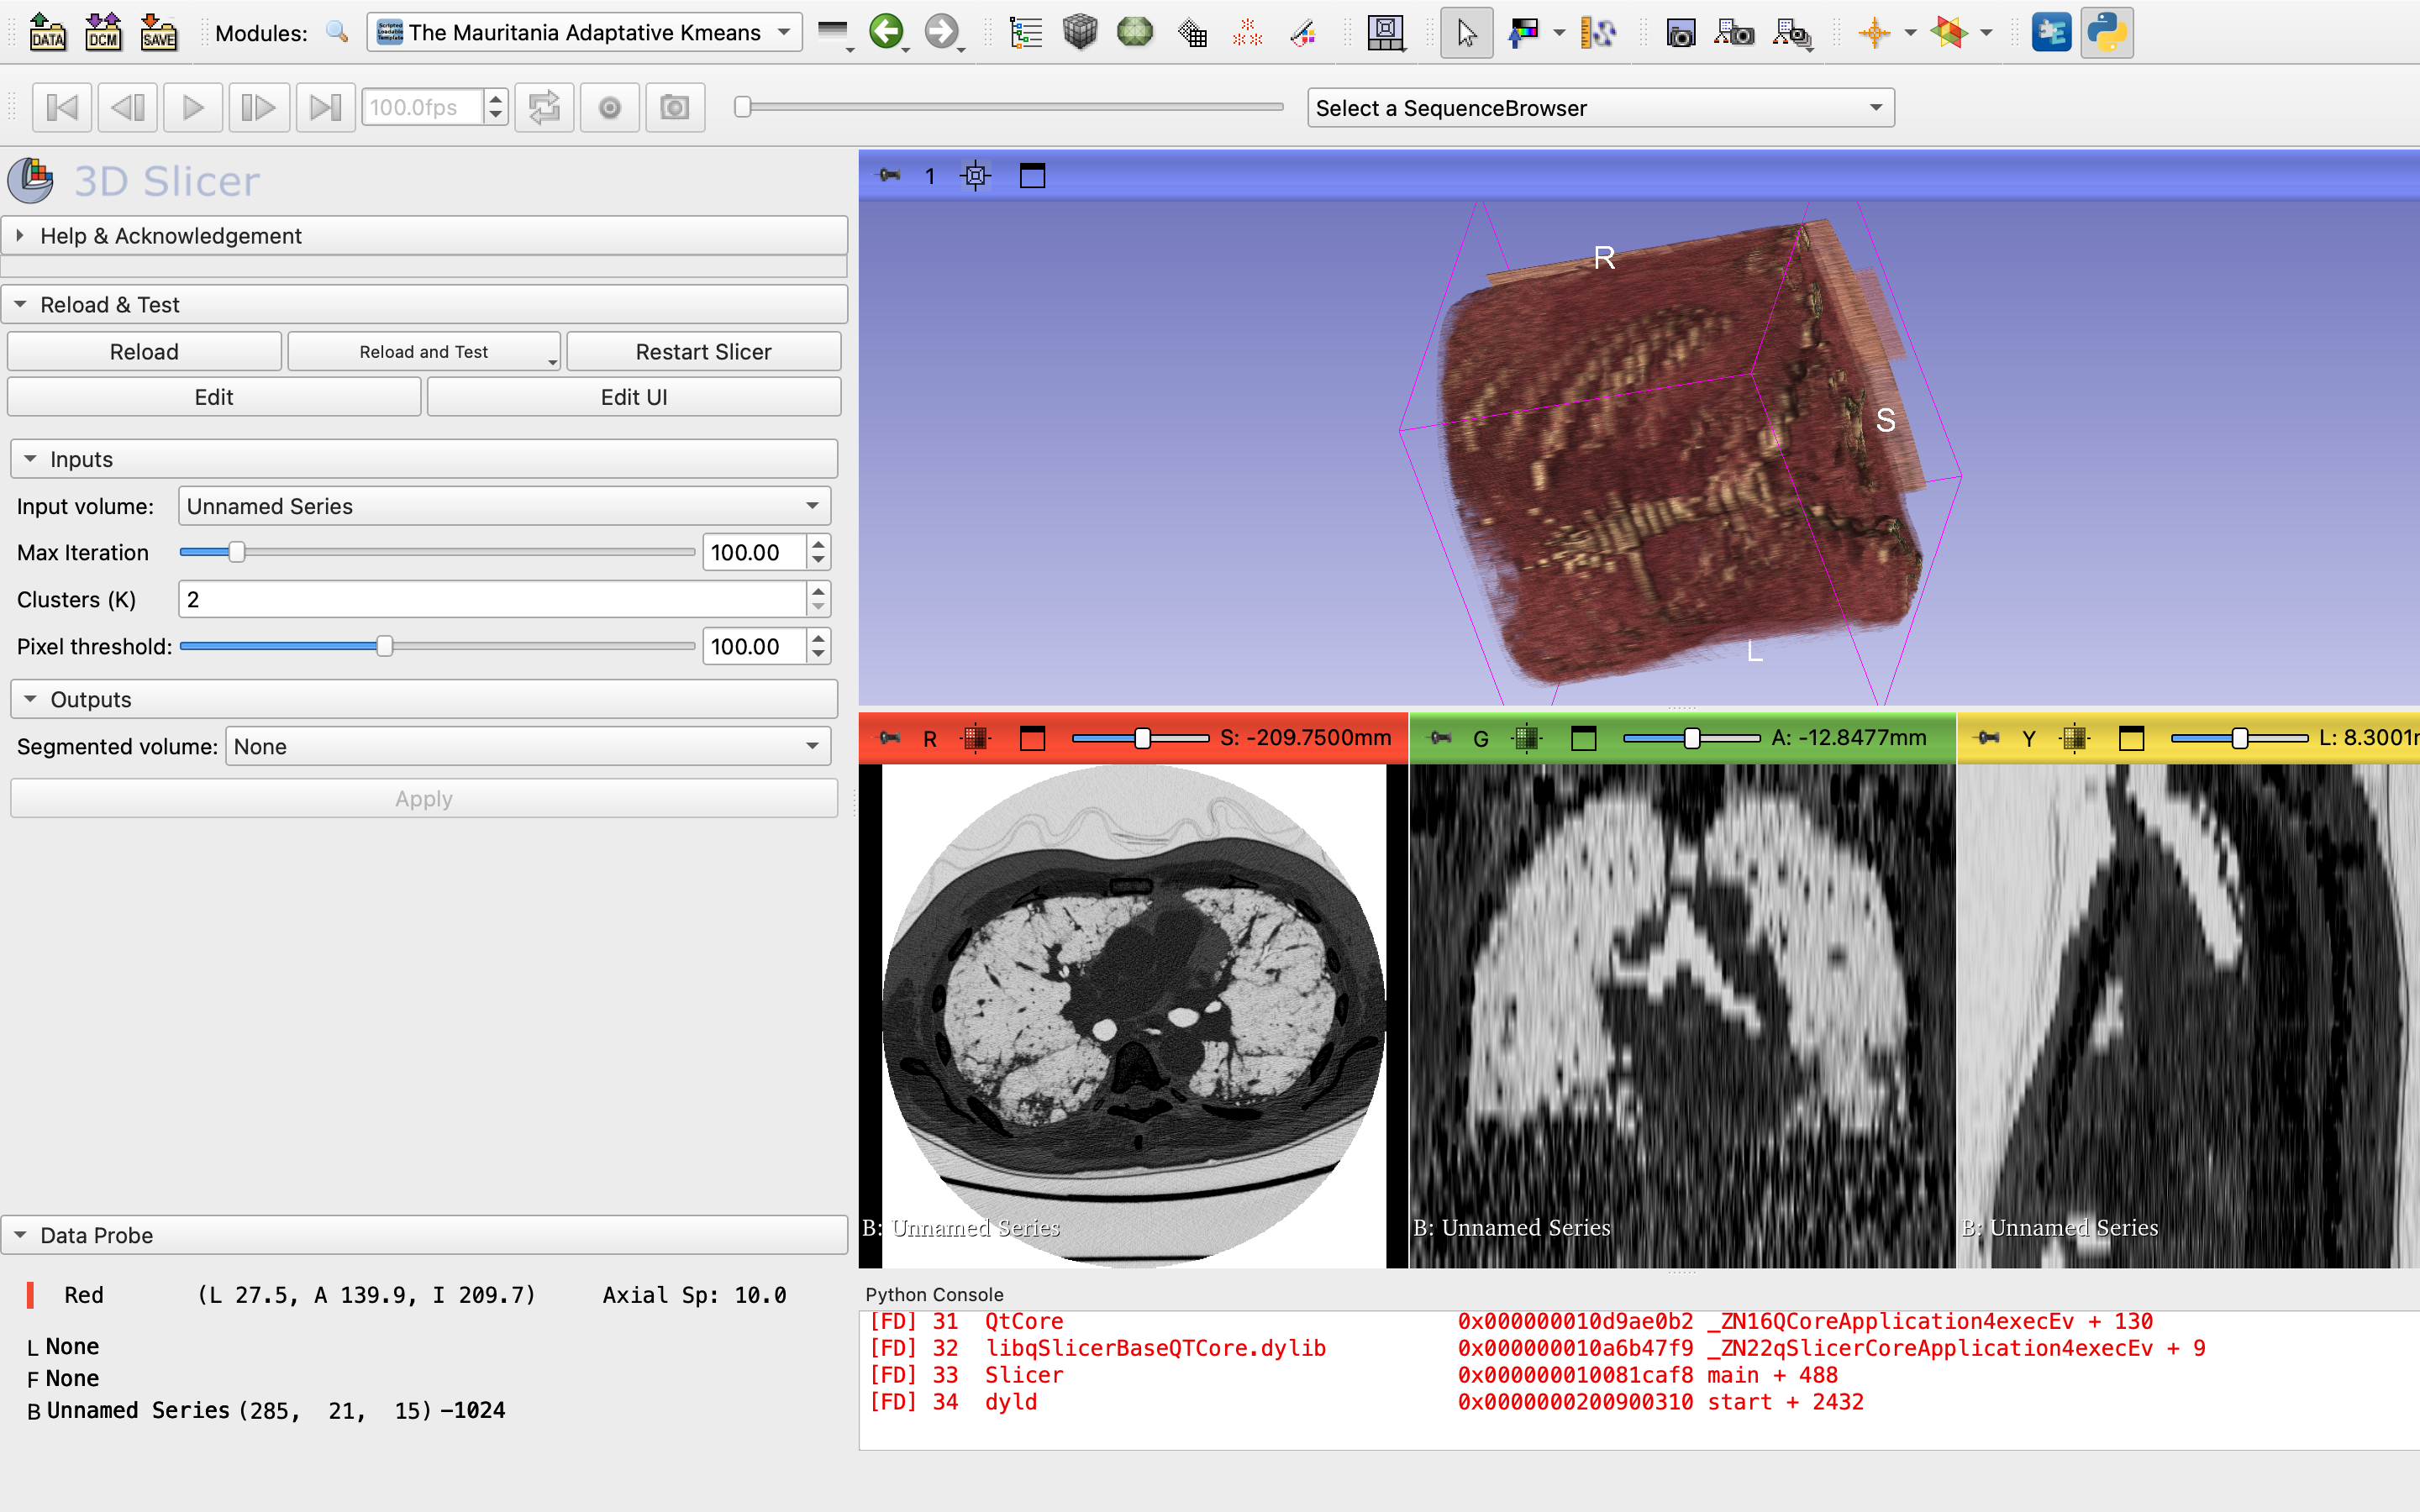 DATA DCM SAVE Modules: The Mauritania Adaptative Kmeans
100.0fps Select a SequenceBrowser
3D Slicer
Help & Acknowledgement
Reload & Test
Reload Reload and Test Restart Slicer
Edit Edit UI
Inputs
Input volume: Unnamed Series
Max Iteration 100.00
Clusters (K) 2
Pixel threshold: 100.00
Outputs
Segmented volume: None
Apply
Data Probe
Red (L 27.5, A 139.9, I 209.7) Axial Sp: 10.0
L None
F None
B Unnamed Series (285, 21, 15) -1024
1
R
S
L
R S: -209.7500mm
B: Unnamed Series
G A: -12.8477mm
B: Unnamed Series
Y L: 8.3001
B: Unnamed Series
Python Console
[FD] 31 QtCore 0x000000010d9ae0b2 _ZN16QCoreApplication4execEv + 130
[FD] 32 libqSlicerBaseQTCore.dylib 0x000000010a6b47f9 _ZN22qSlicerCoreApplication4execEv + 9
[FD] 33 Slicer 0x000000010081caf8 main + 488
[FD] 34 dyld 0x0000000200900310 start + 2432